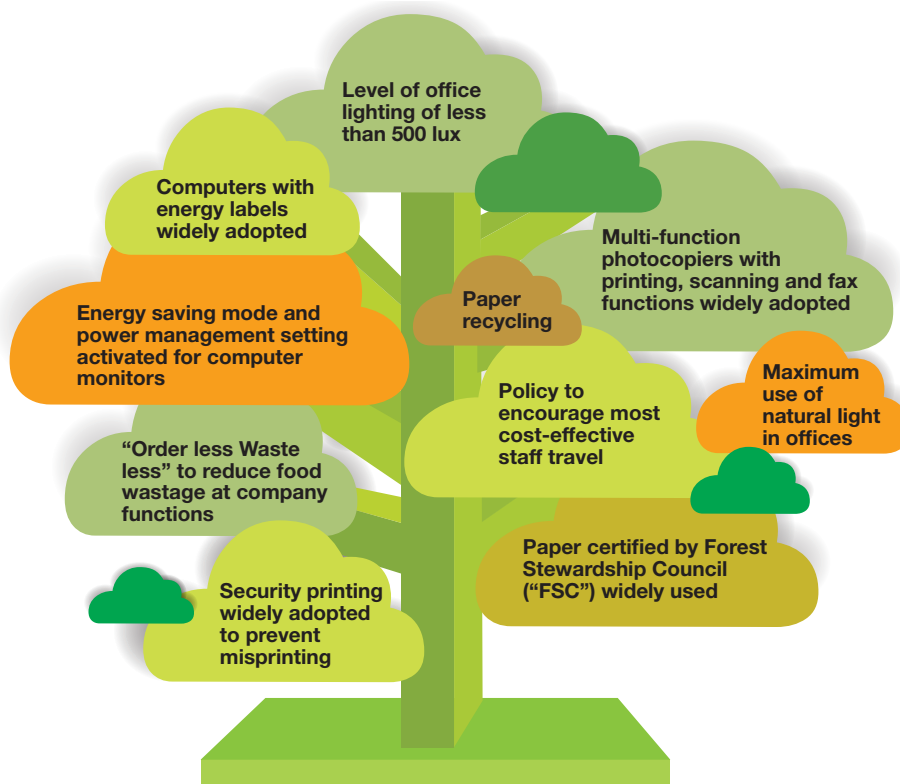 Level of office
lighting of less
than 500 lux
Computers with
energy labels
widely adopted
Multi-function
photocopiers with
printing, scanning and fax
functions widely adopted
Energy saving mode and
power management setting
activated for computer
monitors
Paper
recycling
Maximum
use of
natural light
in offices
Policy to
encourage most
cost-effective
staff travel
“Order less Waste
less” to reduce food
wastage at company
functions
Paper certified by Forest
Stewardship Council
(“FSC”) widely used
Security printing
widely adopted
to prevent
misprinting